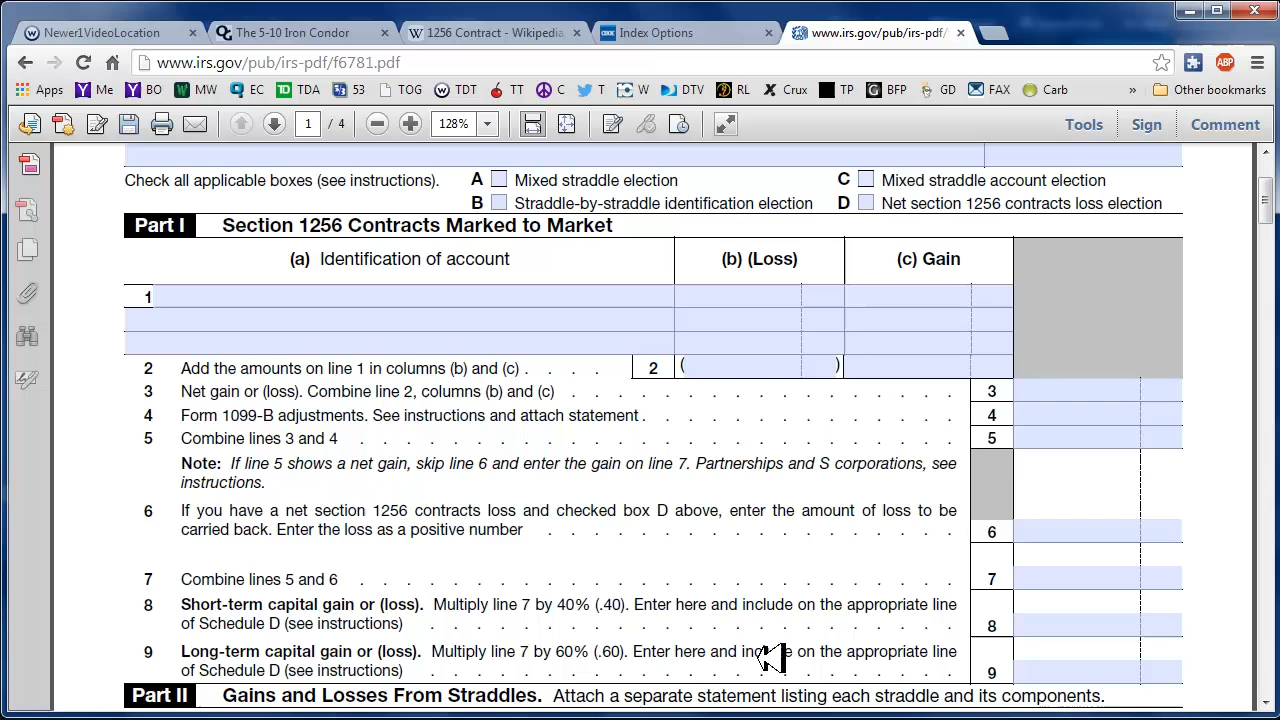 Newer1VideoLocation
The 5-10 Iron Condor
1256 Contract - Wikipedia
Index Options
www.irs.gov/pub/irs-pdf/
www.irs.gov/pub/irs-pdf/f6781.pdf
Apps Me BO MW EC TDA 53 TOG TDT TT C T W DTV RL Crux TP BFP GD FAX Carb » Other bookmarks
1 / 4 128% Tools Sign Comment
Check all applicable boxes (see instructions). A Mixed straddle election C Mixed straddle account election
B Straddle-by-straddle identification election D Net section 1256 contracts loss election
Part I Section 1256 Contracts Marked to Market
(a) Identification of account (b) (Loss) (c) Gain
1
2 Add the amounts on line 1 in columns (b) and (c) . . . . 2 ( )
3 Net gain or (loss). Combine line 2, columns (b) and (c) . . . . . . . . . . . . . . . . 3
4 Form 1099-B adjustments. See instructions and attach statement . . . . . . . . . . . . . 4
5 Combine lines 3 and 4 . . . . . . . . . . . . . . . . . . . . . . . . . 5
Note: If line 5 shows a net gain, skip line 6 and enter the gain on line 7. Partnerships and S corporations, see
instructions.
6 If you have a net section 1256 contracts loss and checked box D above, enter the amount of loss to be
carried back. Enter the loss as a positive number . . . . . . . . . . . . . . . . . 6
7 Combine lines 5 and 6 . . . . . . . . . . . . . . . . . . . . . . . . . 7
8 Short-term capital gain or (loss). Multiply line 7 by 40% (.40). Enter here and include on the appropriate line
of Schedule D (see instructions) . . . . . . . . . . . . . . . . . . . . . . 8
9 Long-term capital gain or (loss). Multiply line 7 by 60% (.60). Enter here and include on the appropriate line
of Schedule D (see instructions) . . . . . . . . . . . . . . . . . . . . . . 9
Part II Gains and Losses From Straddles. Attach a separate statement listing each straddle and its components.